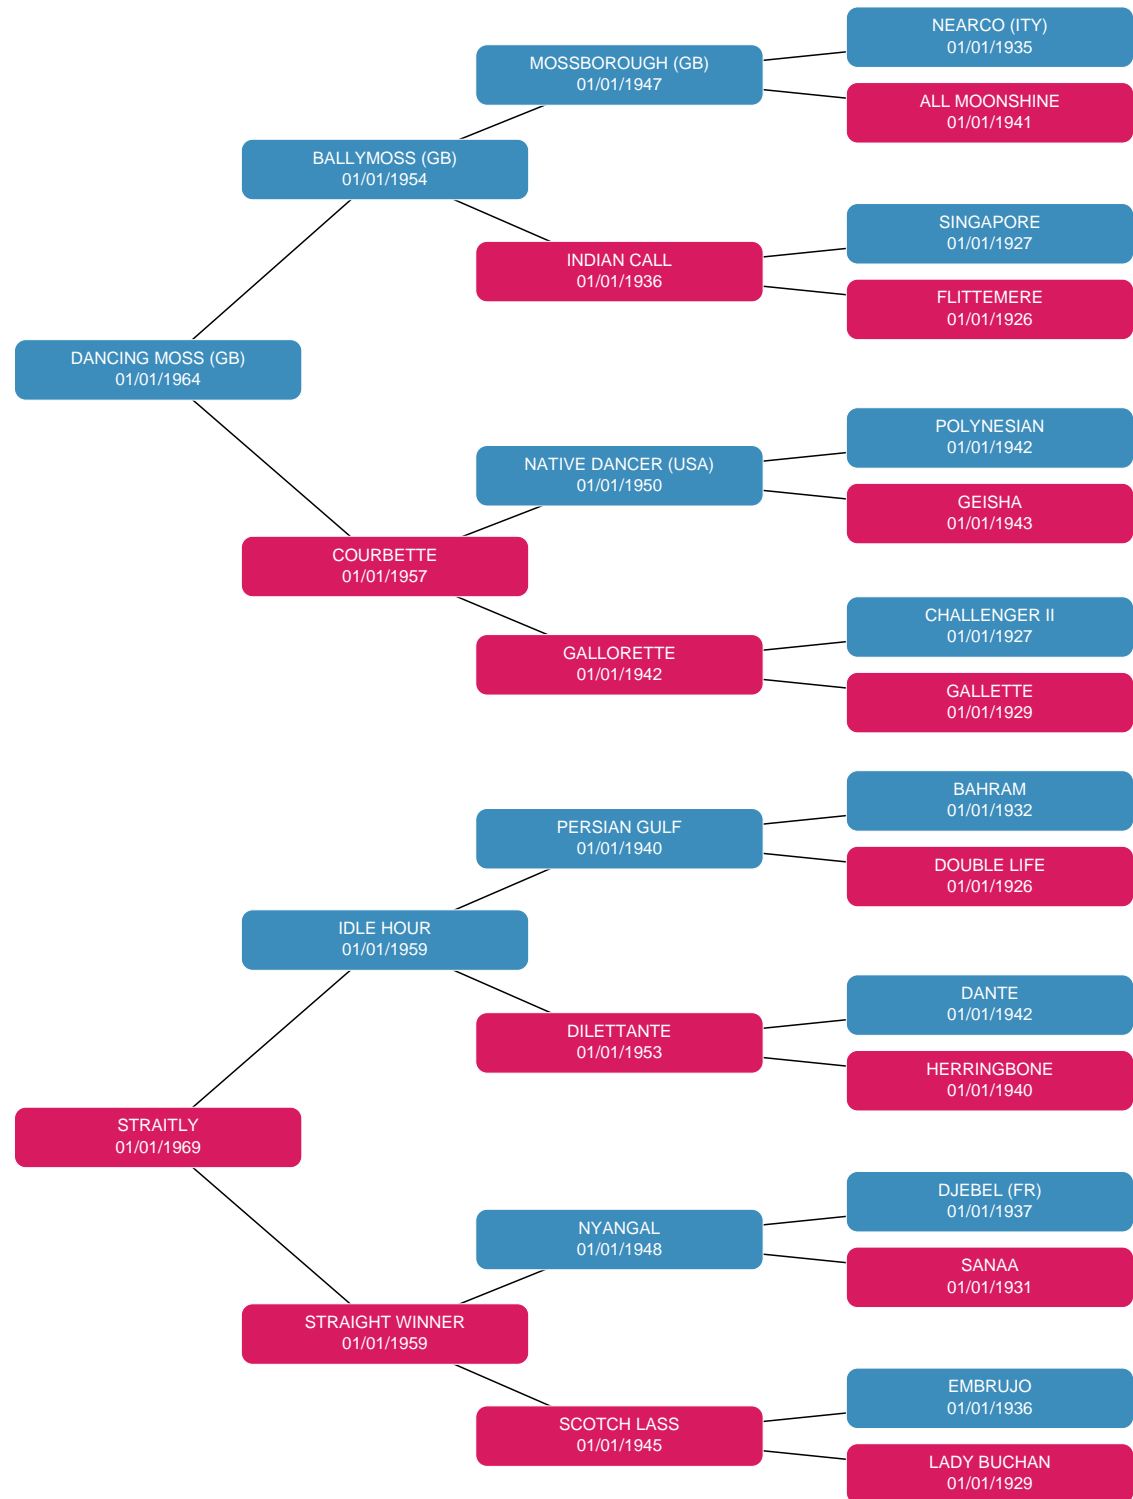 NEARCO (ITY)
01/01/1935
MOSSBOROUGH (GB)
01/01/1947
ALL MOONSHINE
01/01/1941
BALLYMOSS (GB)
01/01/1954
SINGAPORE
01/01/1927
INDIAN CALL
01/01/1936
FLITTEMERE
01/01/1926
DANCING MOSS (GB)
01/01/1964
POLYNESIAN
01/01/1942
NATIVE DANCER (USA)
01/01/1950
GEISHA
01/01/1943
COURBETTE
01/01/1957
CHALLENGER II
01/01/1927
GALLORETTE
01/01/1942
GALLETTE
01/01/1929
BAHRAM
01/01/1932
PERSIAN GULF
01/01/1940
DOUBLE LIFE
01/01/1926
IDLE HOUR
01/01/1959
DANTE
01/01/1942
DILETTANTE
01/01/1953
HERRINGBONE
01/01/1940
STRAITLY
01/01/1969
DJEBEL (FR)
01/01/1937
NYANGAL
01/01/1948
SANAA
01/01/1931
STRAIGHT WINNER
01/01/1959
EMBRUJO
01/01/1936
SCOTCH LASS
01/01/1945
LADY BUCHAN
01/01/1929